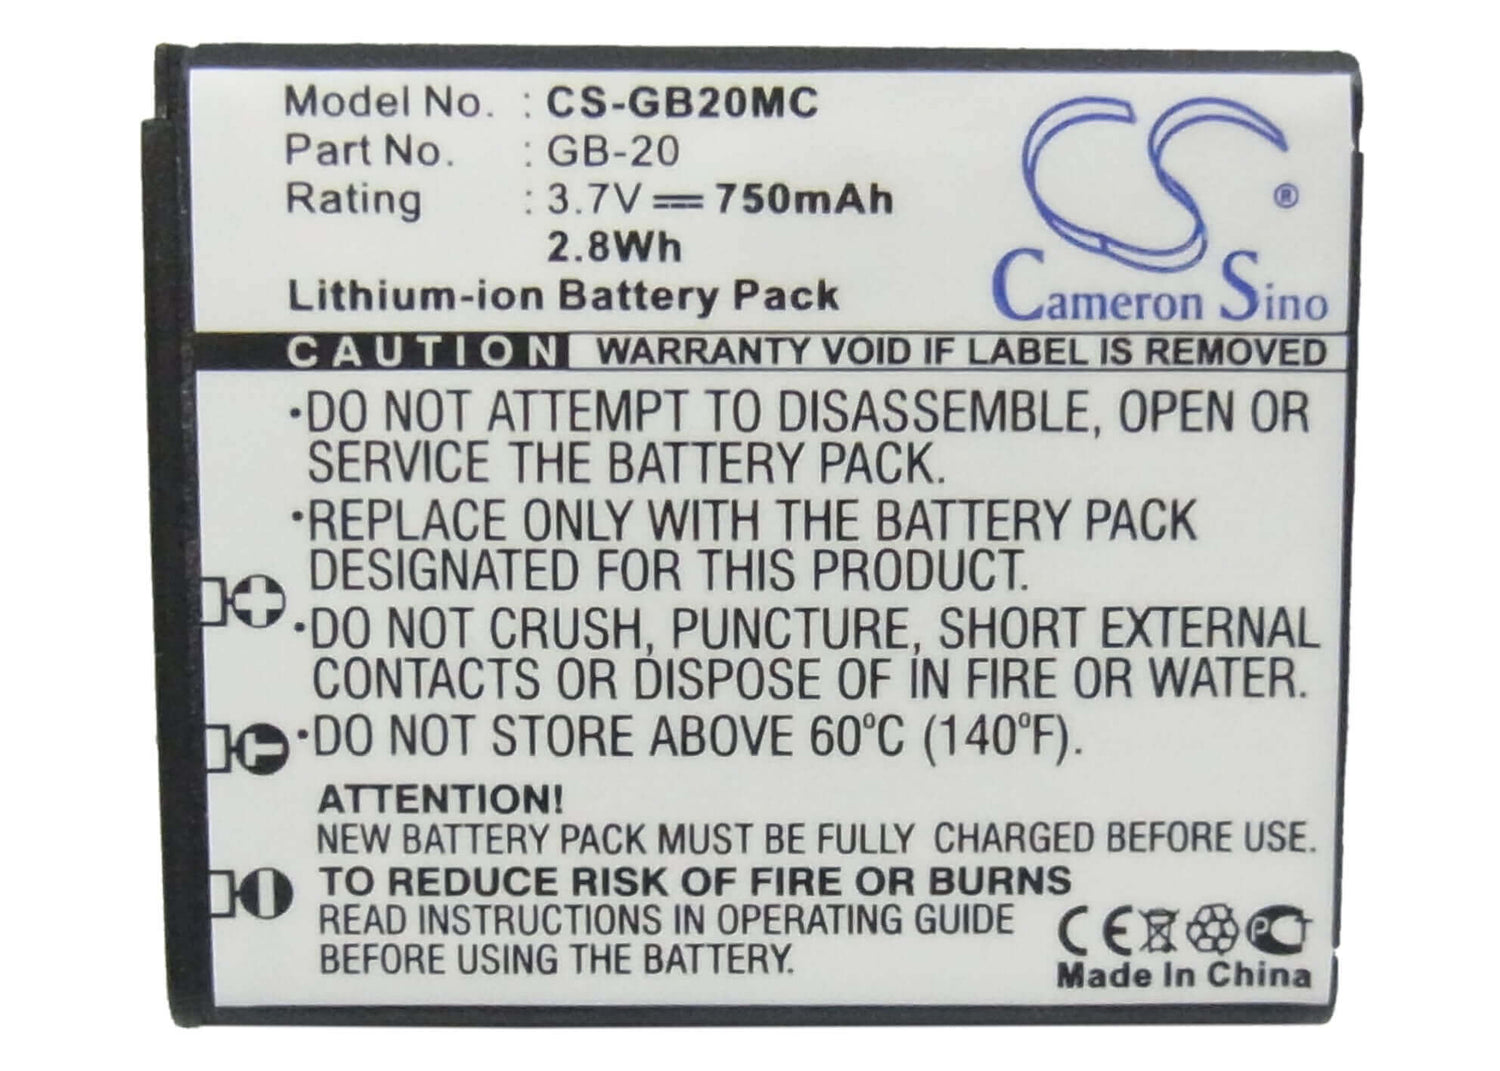 Model No. : CS-GB20MC
Part No. : GB-20
Rating : 3.7V 750mAh
2.8Wh
Lithium-ion Battery Pack
CS ®
Cameron Sino
CAUTION WARRANTY VOID IF LABEL IS REMOVED
•DO NOT ATTEMPT TO DISASSEMBLE, OPEN OR
SERVICE THE BATTERY PACK.
•REPLACE ONLY WITH THE BATTERY PACK
DESIGNATED FOR THIS PRODUCT.
•DO NOT CRUSH, PUNCTURE, SHORT EXTERNAL
CONTACTS OR DISPOSE OF IN FIRE OR WATER.
•DO NOT STORE ABOVE 60ºC (140ºF).
ATTENTION!
NEW BATTERY PACK MUST BE FULLY CHARGED BEFORE USE.
TO REDUCE RISK OF FIRE OR BURNS
READ INSTRUCTIONS IN OPERATING GUIDE
BEFORE USING THE BATTERY.
CE
Made In China